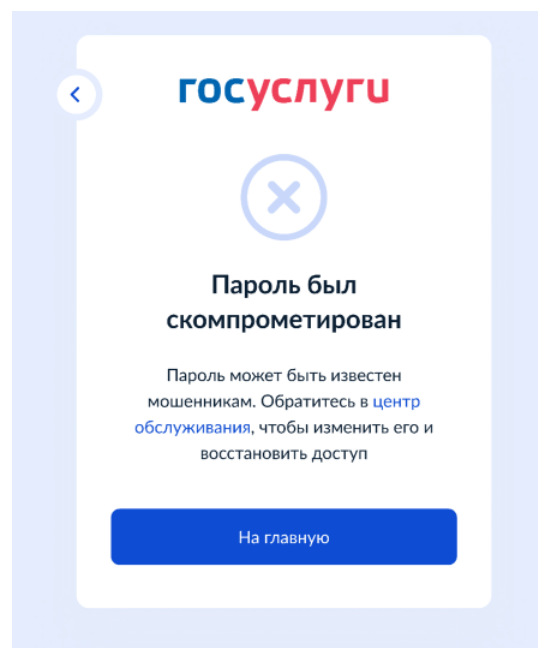 госуслуги
Пароль был
скомпрометирован
Пароль может быть известен
мошенникам. Обратитесь в центр
обслуживания, чтобы изменить его и
восстановить доступ
На главную